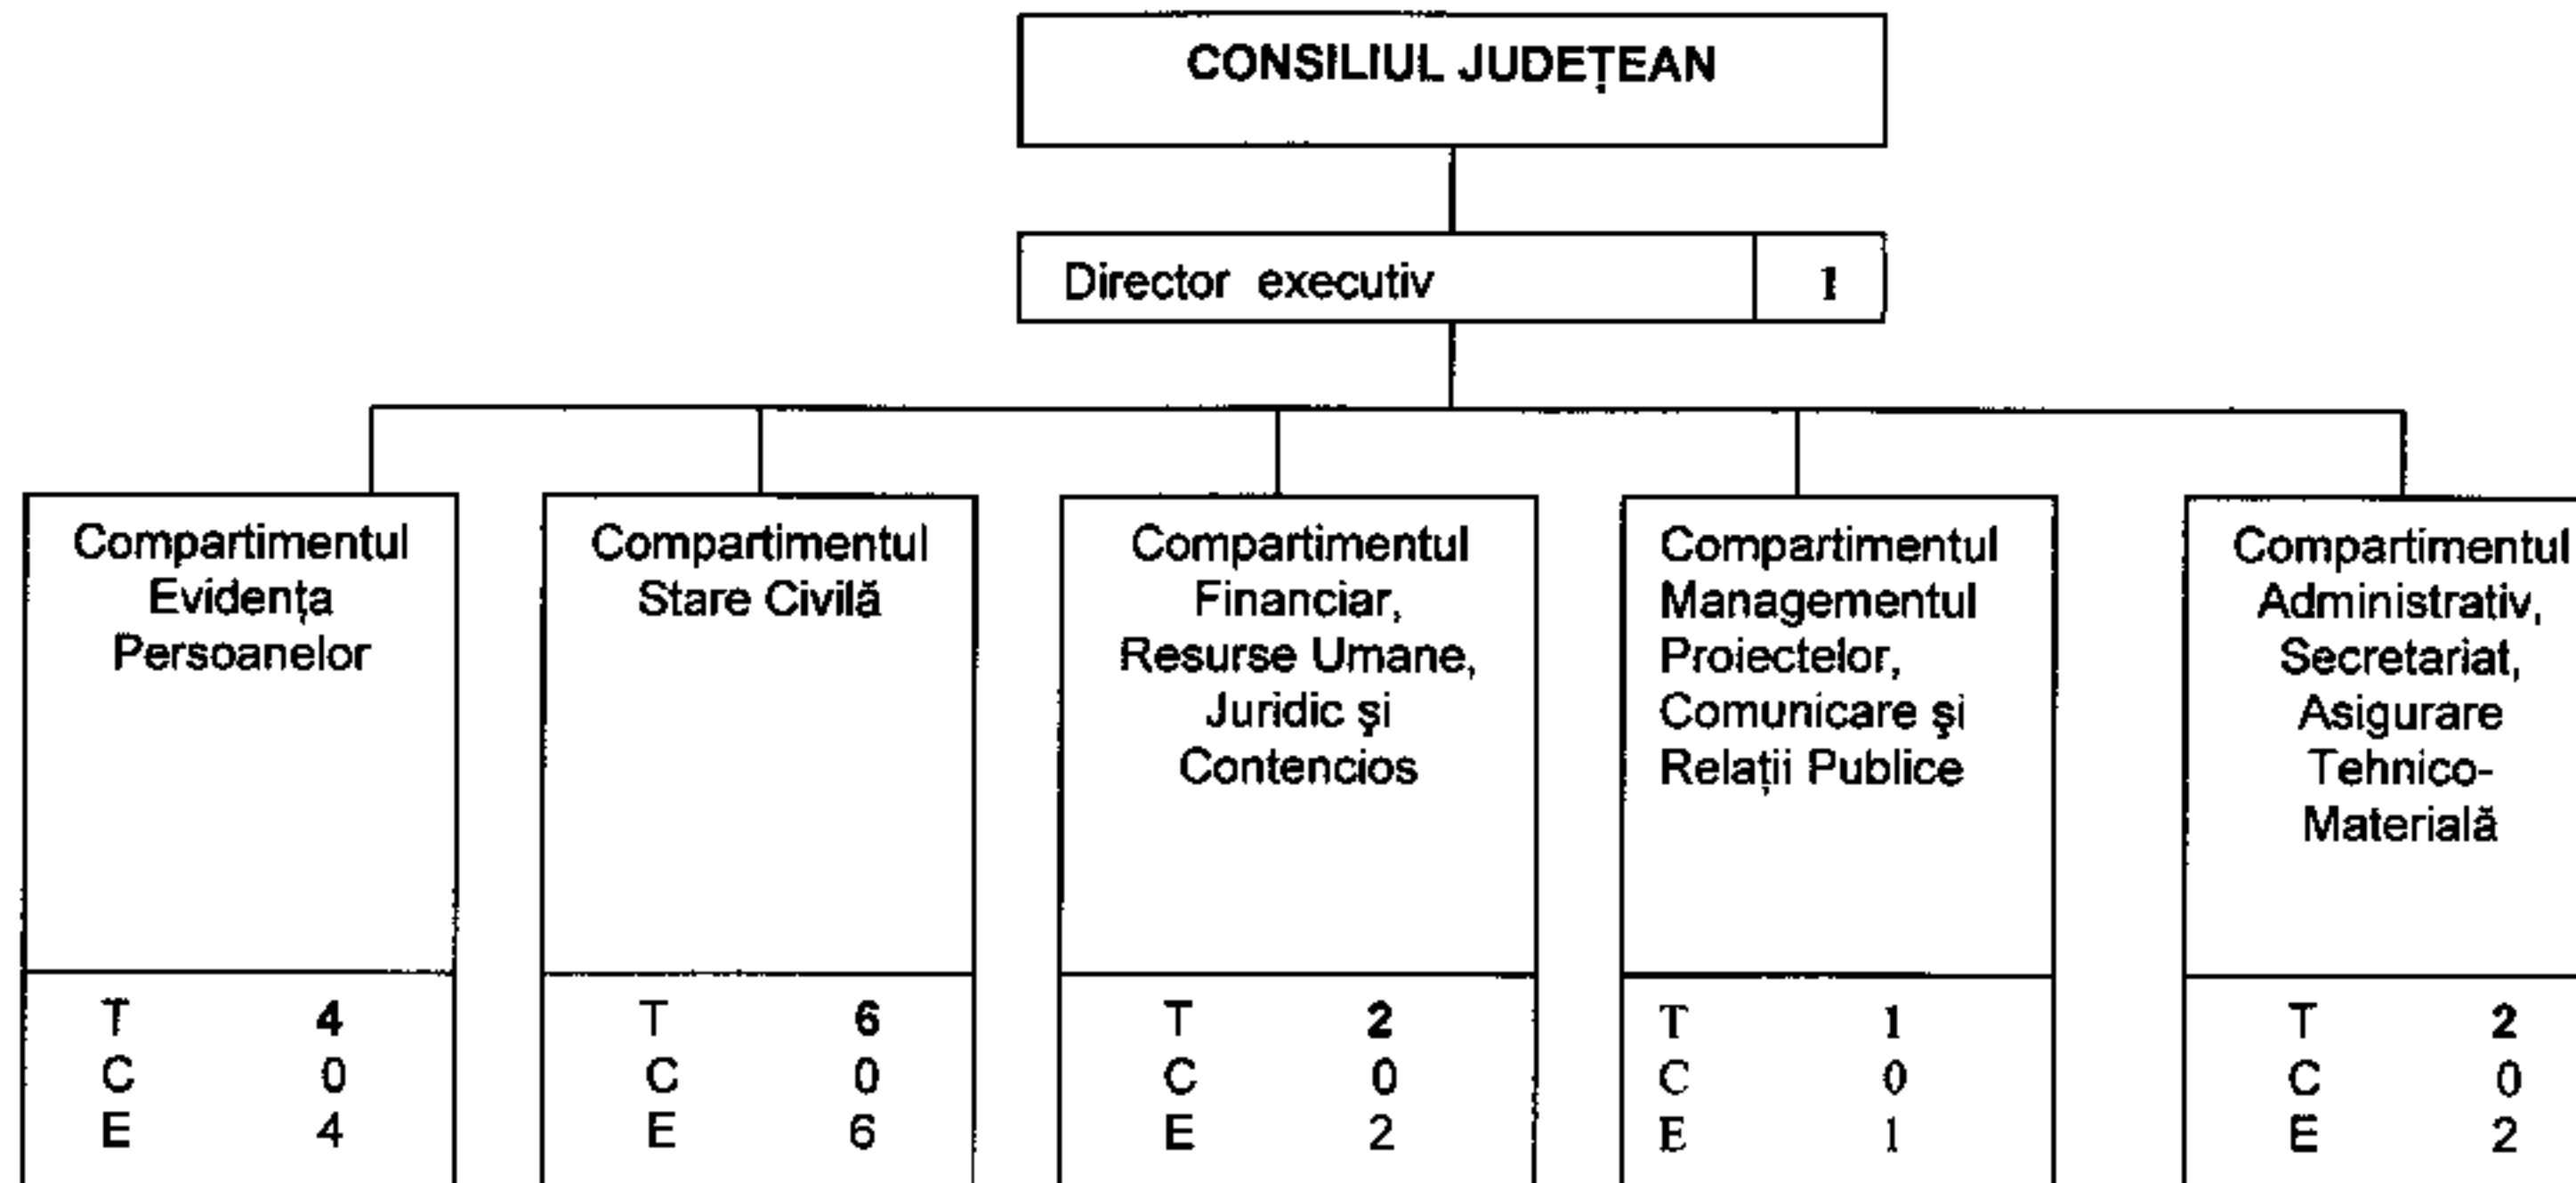 CONSILIUL JUDEȚEAN
Director executiv 1
Compartimentul
Evidența
Persoanelor
T 4
C 0
E 4
Compartimentul
Stare Civilă
T 6
C 0
E 6
Compartimentul
Financiar,
Resurse Umane,
Juridic şi
Contencios
T 2
C 0
E 2
Compartimentul
Managementul
Proiectelor,
Comunicare şi
Relații Publice
T 1
C 0
E 1
Compartimentul
Administrativ,
Secretariat,
Asigurare
Tehnico-
Materială
T 2
C 0
E 2